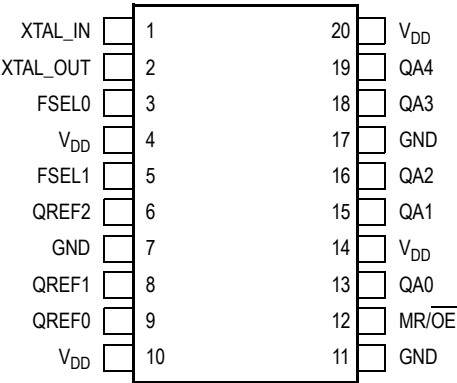 XTAL_IN 1 20 VDD
XTAL_OUT 2 19 QA4
FSEL0 3 18 QA3
VDD 4 17 GND
FSEL1 5 16 QA2
QREF2 6 15 QA1
GND 7 14 VDD
QREF1 8 13 QA0
QREF0 9 12 MR/OE
VDD 10 11 GND